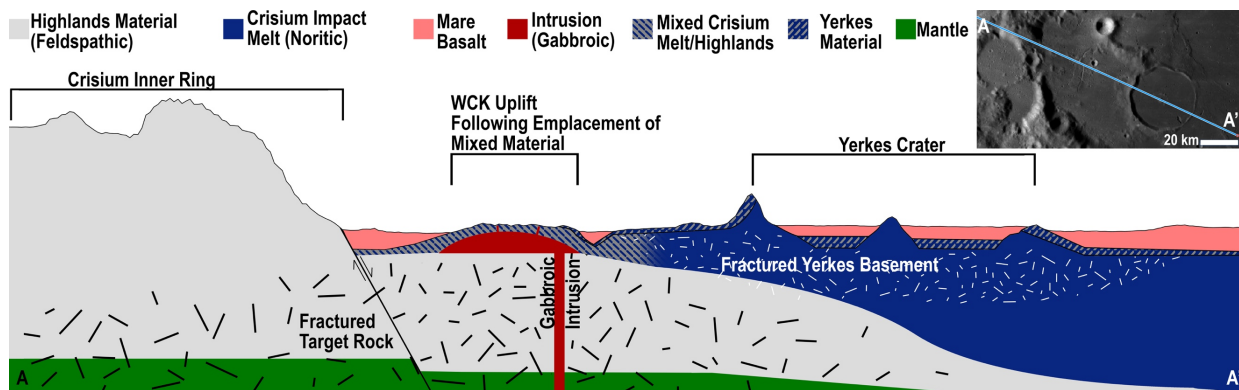 Highlands Material
(Feldspathic)
Crisium Impact
Melt (Noritic)
Mare
Basalt
Intrusion
(Gabbroic)
Mixed Crisium
Melt/Highlands
Yerkes
Material
Mantle
A
A'
20 km
Crisium Inner Ring
WCK Uplift
Following Emplacement of
Mixed Material
Yerkes Crater
Fractured Yerkes Basement
Gabbroic
Intrusion
Fractured
Target Rock
A
A'